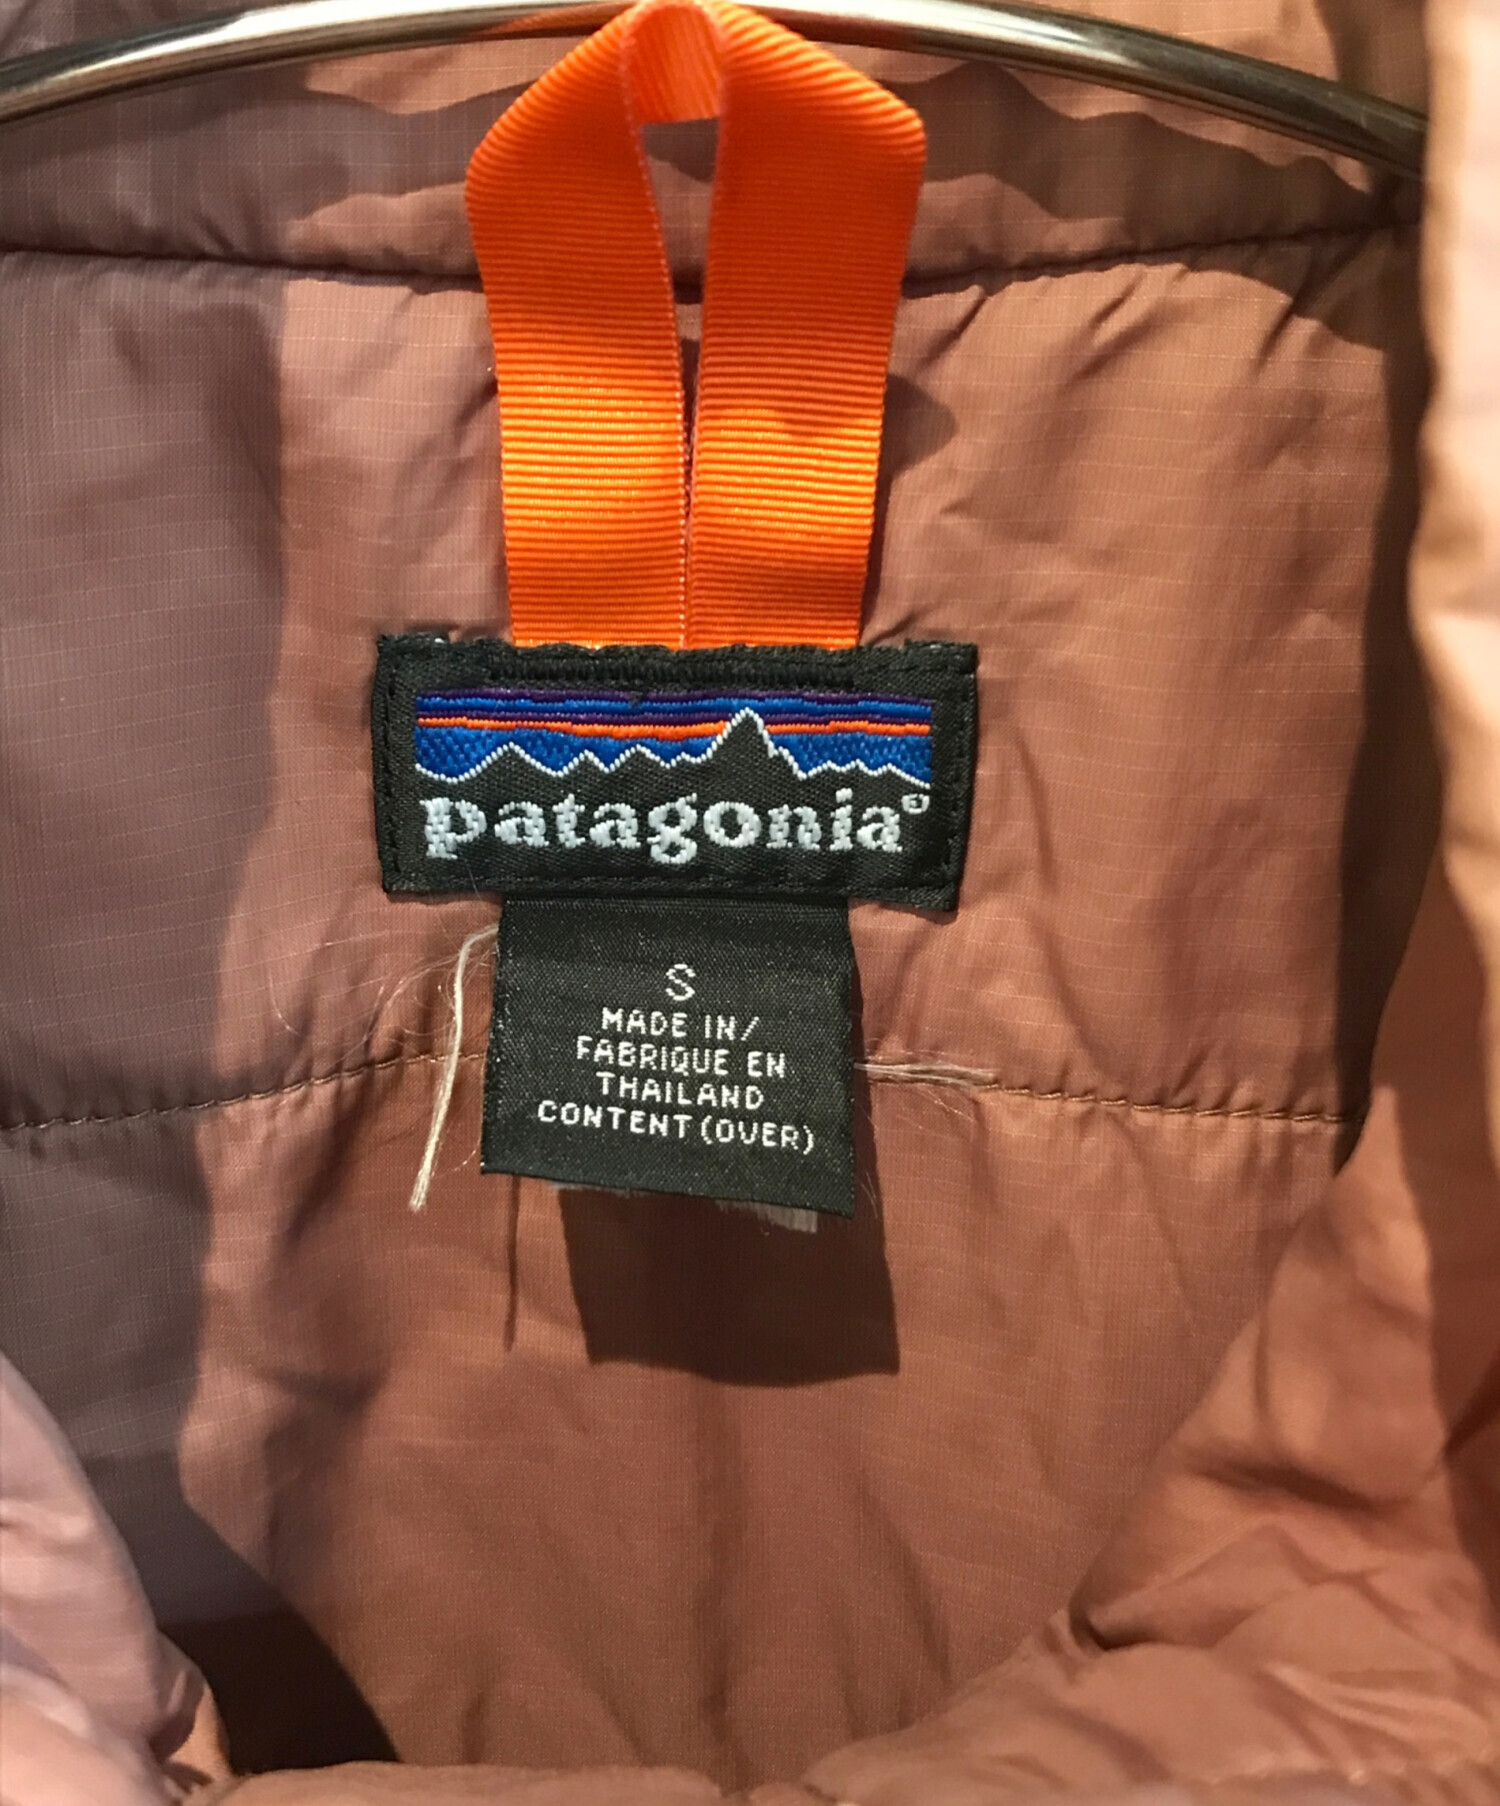 patagonia®
S
MADE IN/
FABRIQUE EN
THAILAND
CONTENT (OVER)